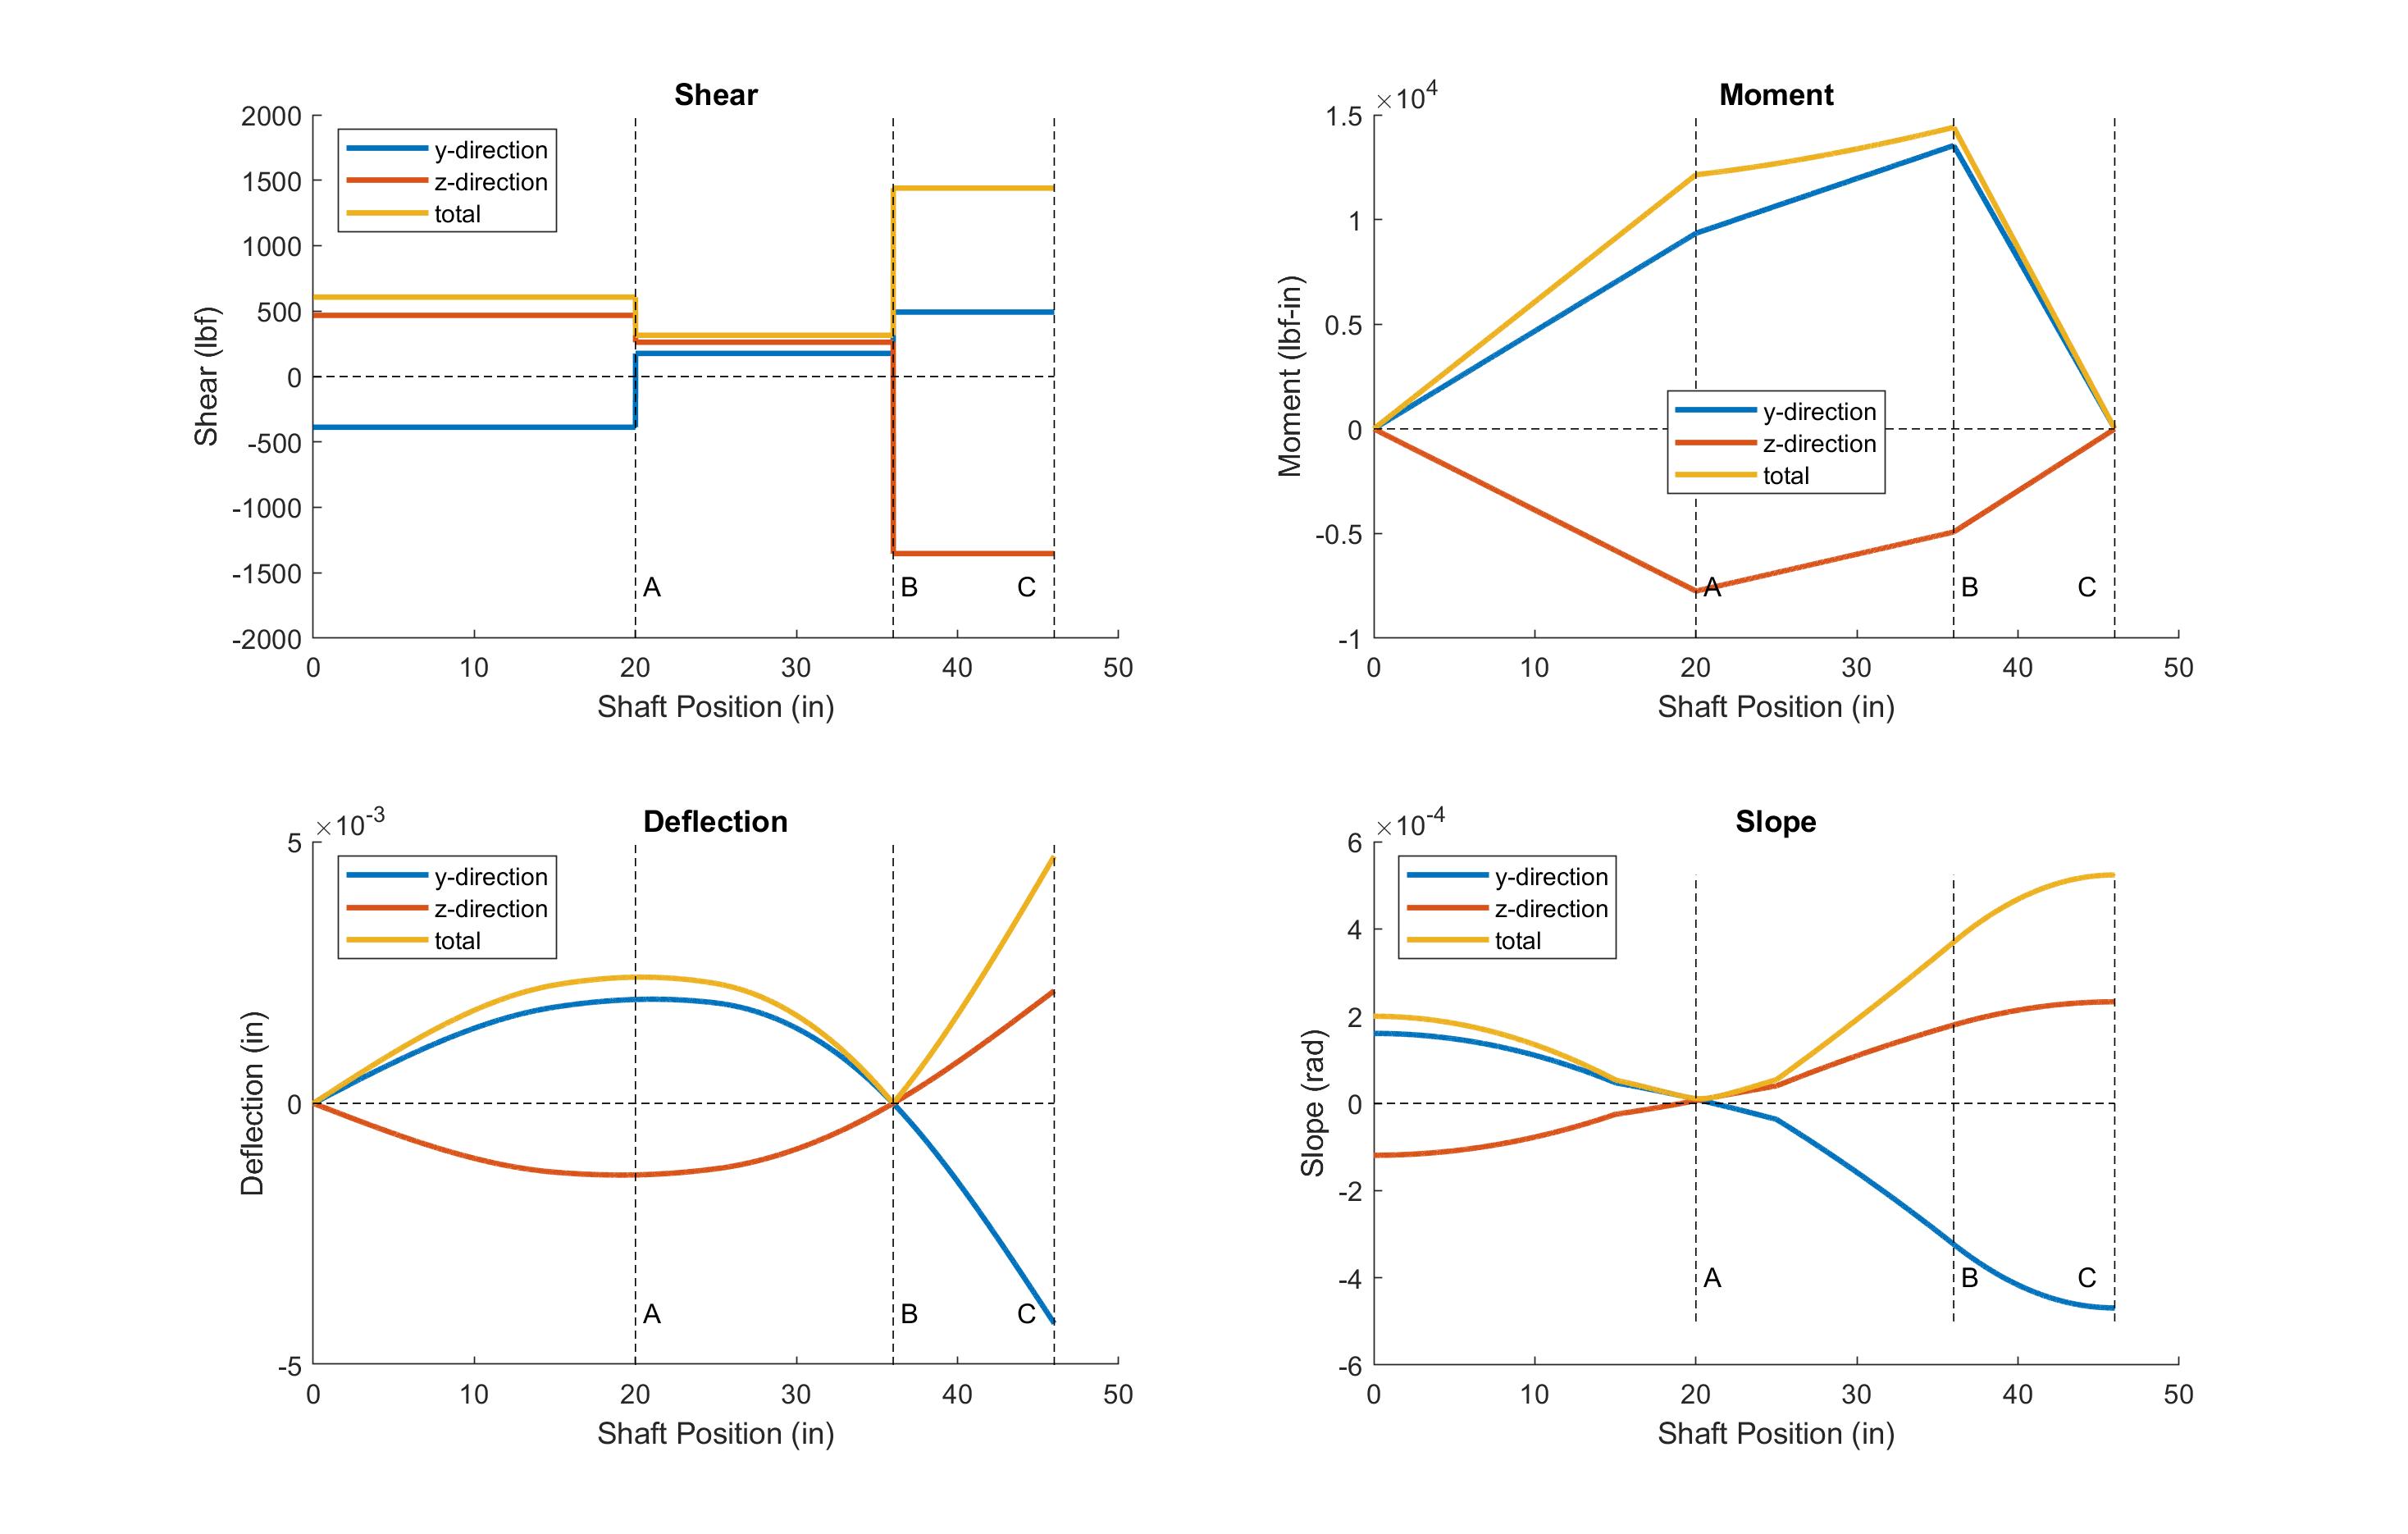 Shear
2000
1500
1000
500
0
-500
-1000
-1500
-2000
Shear (lbf)
y-direction
z-direction
total
A
B
C
0 10 20 30 40 50
Shaft Position (in)
Moment
×10^4
1.5
1
0.5
0
-0.5
-1
Moment (lbf-in)
y-direction
z-direction
total
A
B
C
0 10 20 30 40 50
Shaft Position (in)
Deflection
×10^-3
5
0
-5
Deflection (in)
y-direction
z-direction
total
A
B
C
0 10 20 30 40 50
Shaft Position (in)
Slope
×10^-4
6
4
2
0
-2
-4
-6
Slope (rad)
y-direction
z-direction
total
A
B
C
0 10 20 30 40 50
Shaft Position (in)